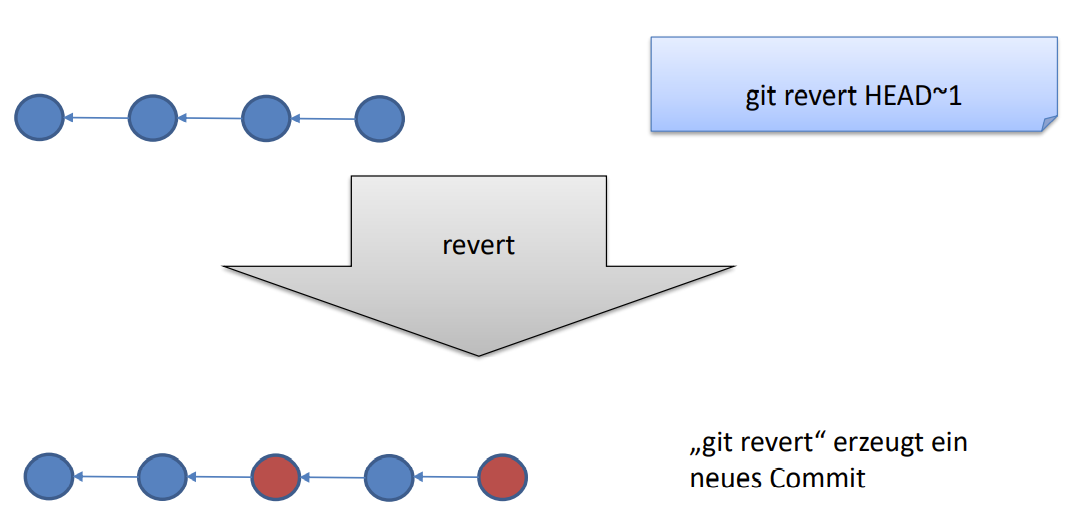 git revert HEAD~1
revert
„git revert“ erzeugt ein
neues Commit